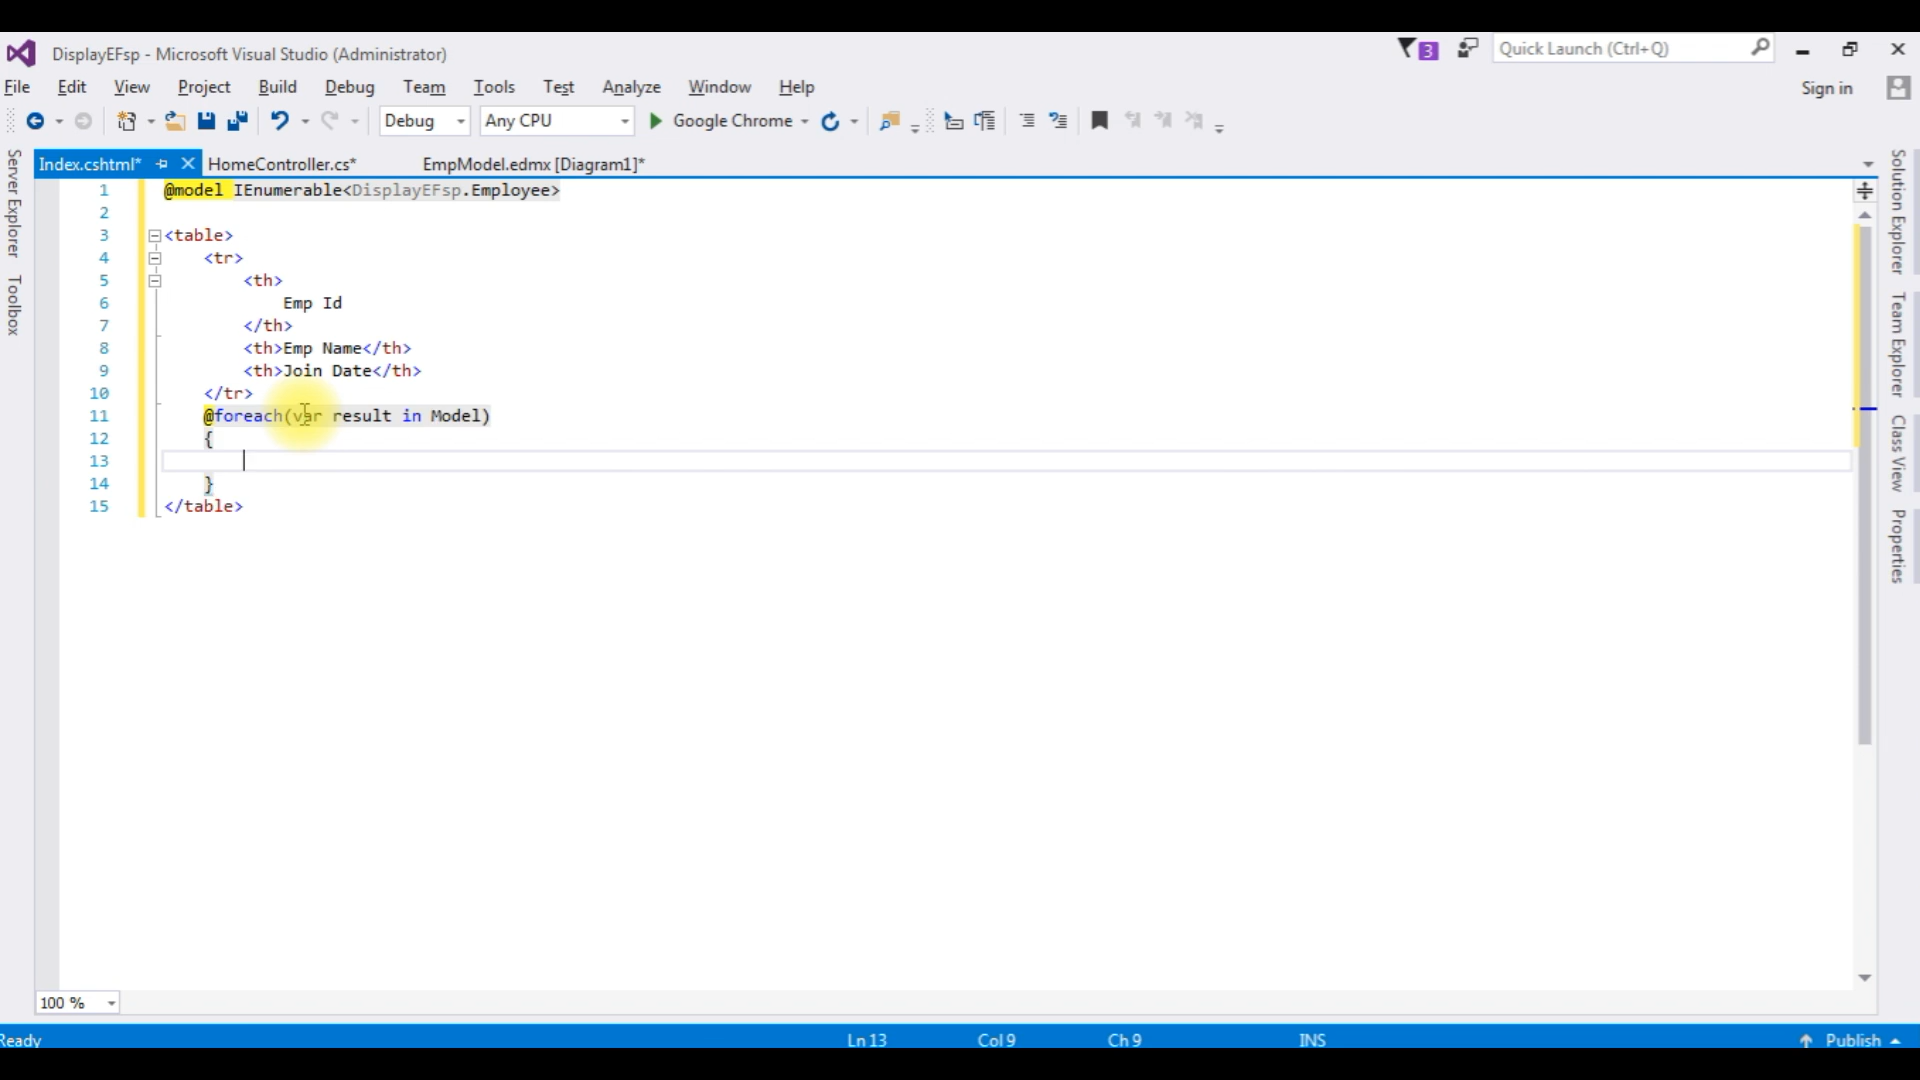 DisplayEFsp - Microsoft Visual Studio (Administrator)
3
Quick Launch (Ctrl+Q)
File Edit View Project Build Debug Team Tools Test Analyze Window Help
Sign in
Debug Any CPU Google Chrome
Index.cshtml* HomeController.cs* EmpModel.edmx [Diagram1]*
Server Explorer
Toolbox
1 @model IEnumerable<DisplayEFsp.Employee>
2
3 <table>
4 <tr>
5 <th>
6 Emp Id
7 </th>
8 <th>Emp Name</th>
9 <th>Join Date</th>
10 </tr>
11 @foreach(var result in Model)
12 {
13
14 }
15 </table>
Solution Explorer
Team Explorer
Class View
Properties
100 %
Ready Ln 13 Col 9 Ch 9 INS Publish